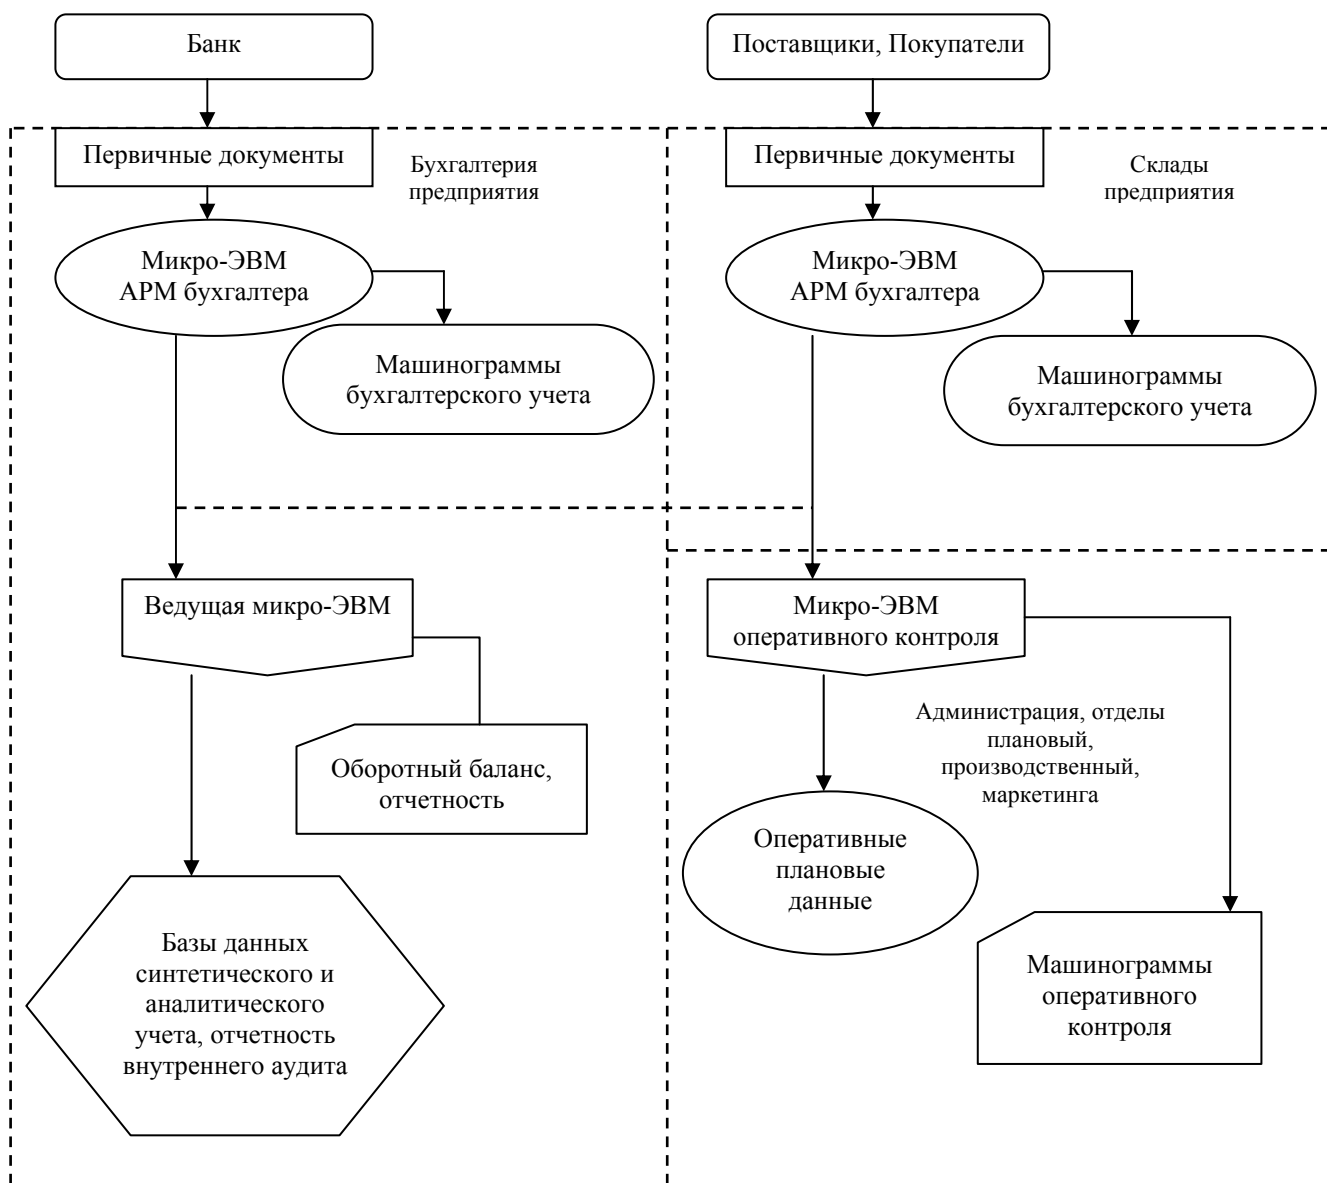 Банк
Поставщики, Покупатели
Первичные документы
Бухгалтерия
предприятия
Первичные документы
Склады
предприятия
Микро-ЭВМ
АРМ бухгалтера
Микро-ЭВМ
АРМ бухгалтера
Машинограммы
бухгалтерского учета
Машинограммы
бухгалтерского учета
Ведущая микро-ЭВМ
Микро-ЭВМ
оперативного контроля
Оборотный баланс,
отчетность
Администрация, отделы
плановый,
производственный,
маркетинга
Оперативные
плановые
данные
Базы данных
синтетического и
аналитического
учета, отчетность
внутреннего аудита
Машинограммы
оперативного
контроля